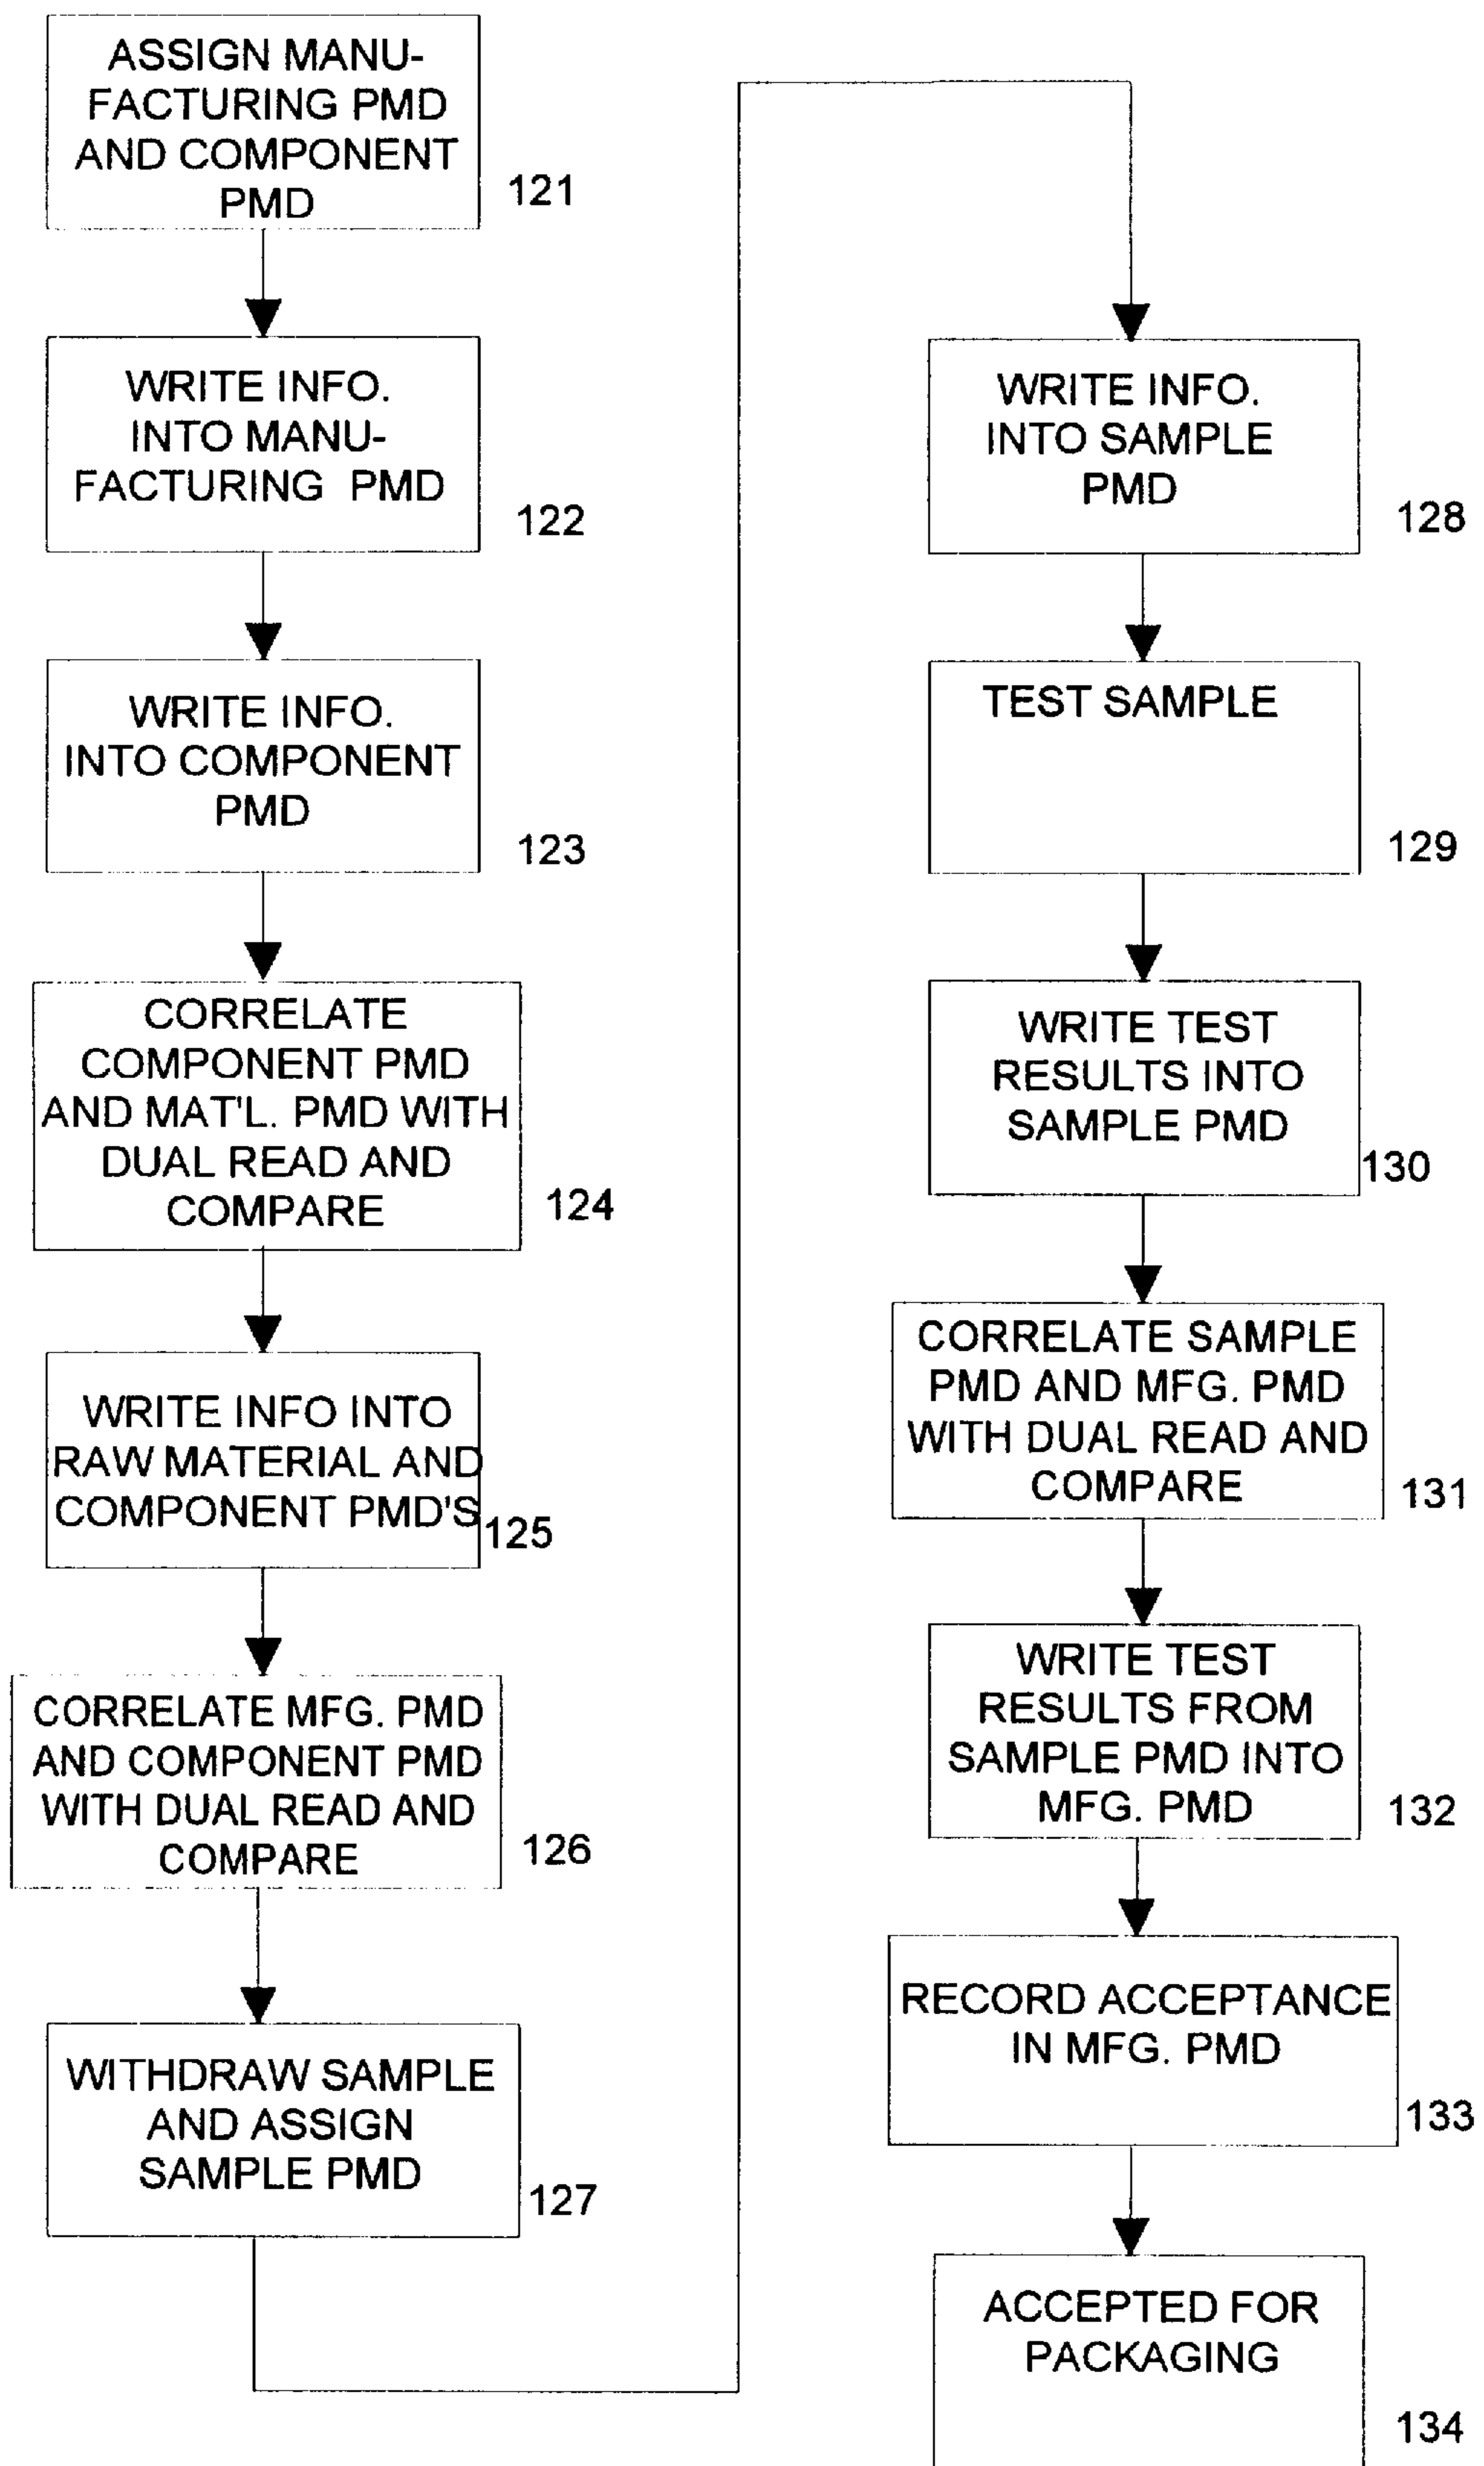 ASSIGN MANU-
FACTURING PMD
AND COMPONENT
PMD
121
WRITE INFO.
INTO MANU-
FACTURING PMD
122
WRITE INFO.
INTO COMPONENT
PMD
123
CORRELATE
COMPONENT PMD
AND MAT'L. PMD WITH
DUAL READ AND
COMPARE
124
WRITE INFO INTO
RAW MATERIAL AND
COMPONENT PMD'S
125
CORRELATE MFG. PMD
AND COMPONENT PMD
WITH DUAL READ AND
COMPARE
126
WITHDRAW SAMPLE
AND ASSIGN
SAMPLE PMD
127
WRITE INFO.
INTO SAMPLE
PMD
128
TEST SAMPLE
129
WRITE TEST
RESULTS INTO
SAMPLE PMD
130
CORRELATE SAMPLE
PMD AND MFG. PMD
WITH DUAL READ AND
COMPARE
131
WRITE TEST
RESULTS FROM
SAMPLE PMD INTO
MFG. PMD
132
RECORD ACCEPTANCE
IN MFG. PMD
133
ACCEPTED FOR
PACKAGING
134